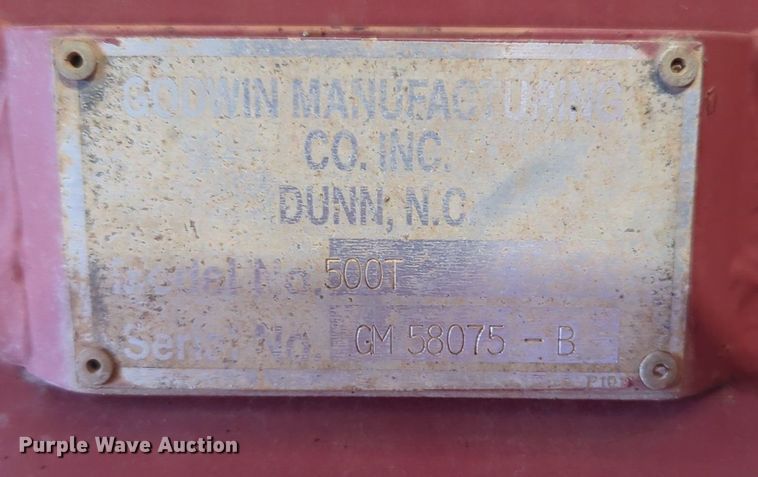 GODWIN MANUFACTURING
CO. INC.
DUNN, N.C.
Model No. 500T
Serial No. GM 58075 - B
Purple Wave Auction